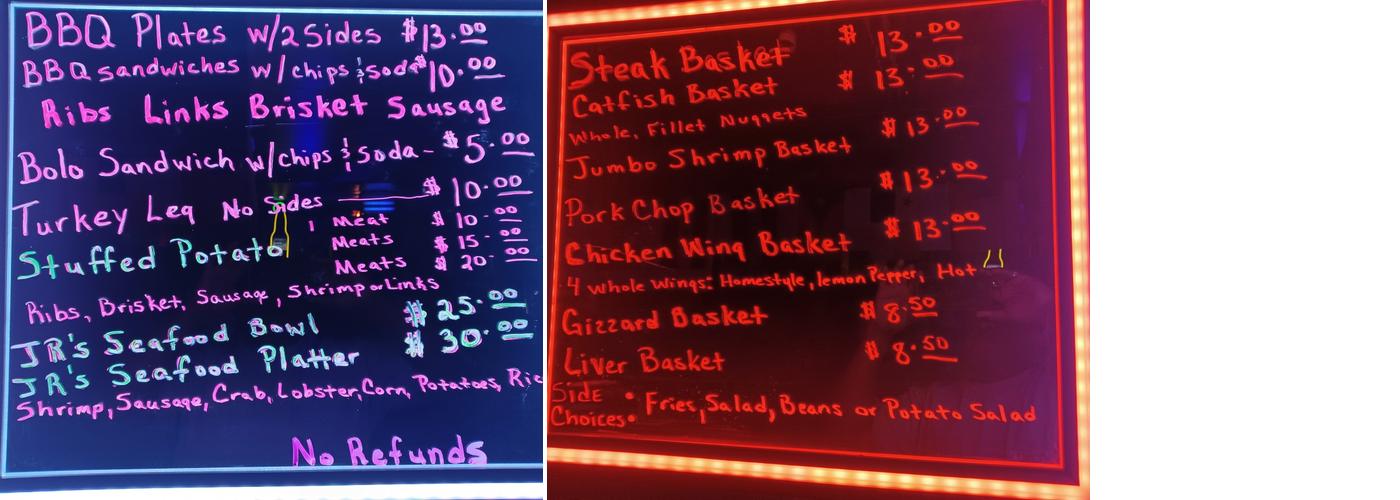 BBQ Plates w/2 Sides $13.00
BBQ sandwiches w/chips & soda $10.00
Ribs Links Brisket Sausage
Bolo Sandwich w/chips & Soda - $5.00
Turkey Leg No Sides $10.00
1 Meat $10.00
Stuffed Potato Meats $15.00
Meats $20.00
Ribs, Brisket, Sausage, Shrimp or Links
JR's Seafood Bowl $25.00
JR's Seafood Platter $30.00
Shrimp, Sausage, Crab, Lobster, Corn, Potatoes, Ric
No Refunds
Steak Basket $13.00
Catfish Basket $13.00
Whole, Fillet Nuggets
Jumbo Shrimp Basket $13.00
Pork Chop Basket $13.00
Chicken Wing Basket $13.00
4 whole wings: Homestyle, lemon Pepper, Hot
Gizzard Basket $8.50
Liver Basket $8.50
Side Choices: Fries, Salad, Beans or Potato Salad